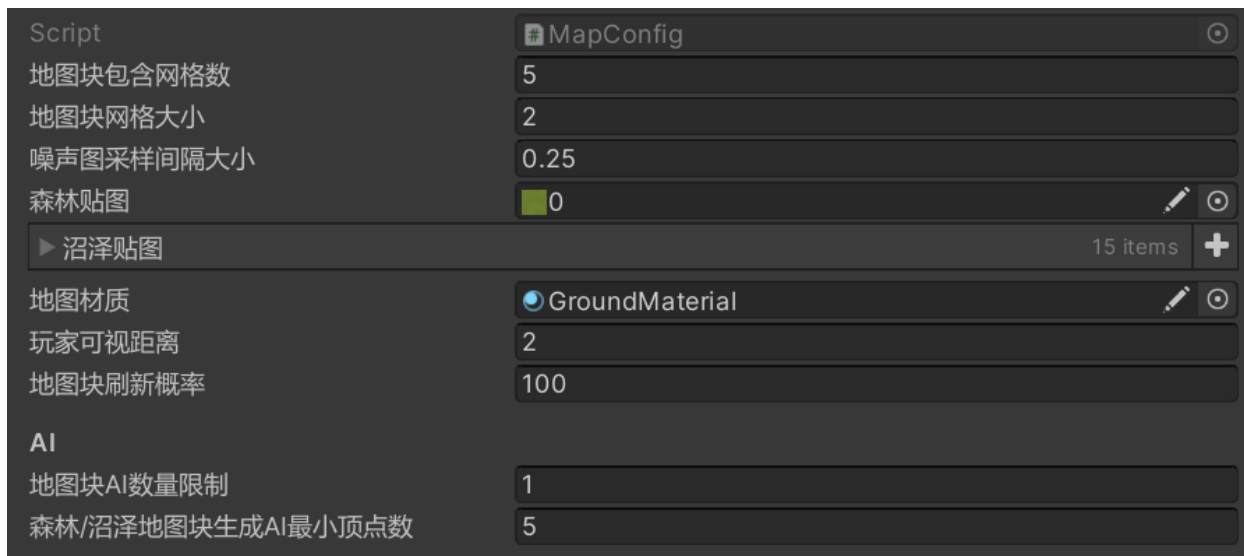 Script MapConfig
地图块包含网格数 5
地图块网格大小 2
噪声图采样间隔大小 0.25
森林贴图 0
沼泽贴图 15 items
地图材质 GroundMaterial
玩家可视距离 2
地图块刷新概率 100
AI
地图块AI数量限制 1
森林/沼泽地图块生成AI最小顶点数 5